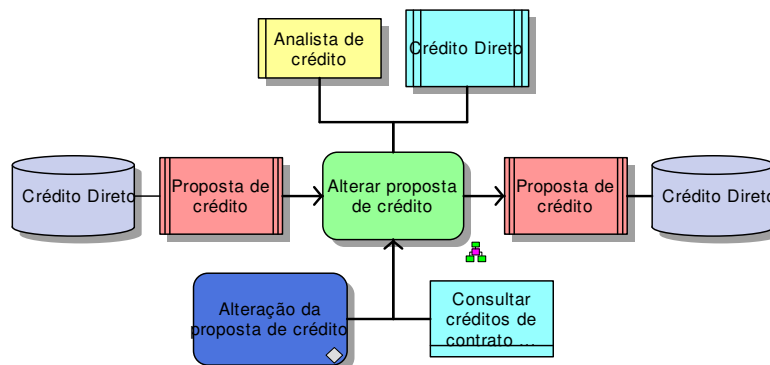 Analista de
crédito
Crédito Direto
Crédito Direto
Proposta de
crédito
Alterar proposta
de crédito
Proposta de
crédito
Crédito Direto
Alteração da
proposta de crédito
Consultar
créditos de
contrato ...